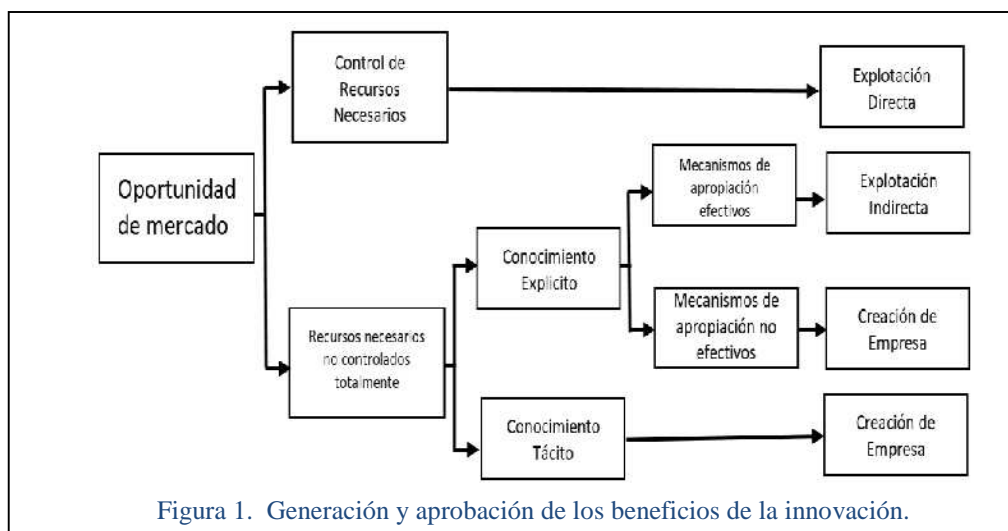 Control de
Recursos
Necesarios
Explotación
Directa
Oportunidad
de mercado
Mecanismos de
apropiación
efectivos
Explotación
Indirecta
Conocimiento
Explicito
Mecanismos de
apropiación no
efectivos
Creación de
Empresa
Recursos necesarios
no controlados
totalmente
Conocimiento
Tácito
Creación de
Empresa
Figura 1. Generación y aprobación de los beneficios de la innovación.